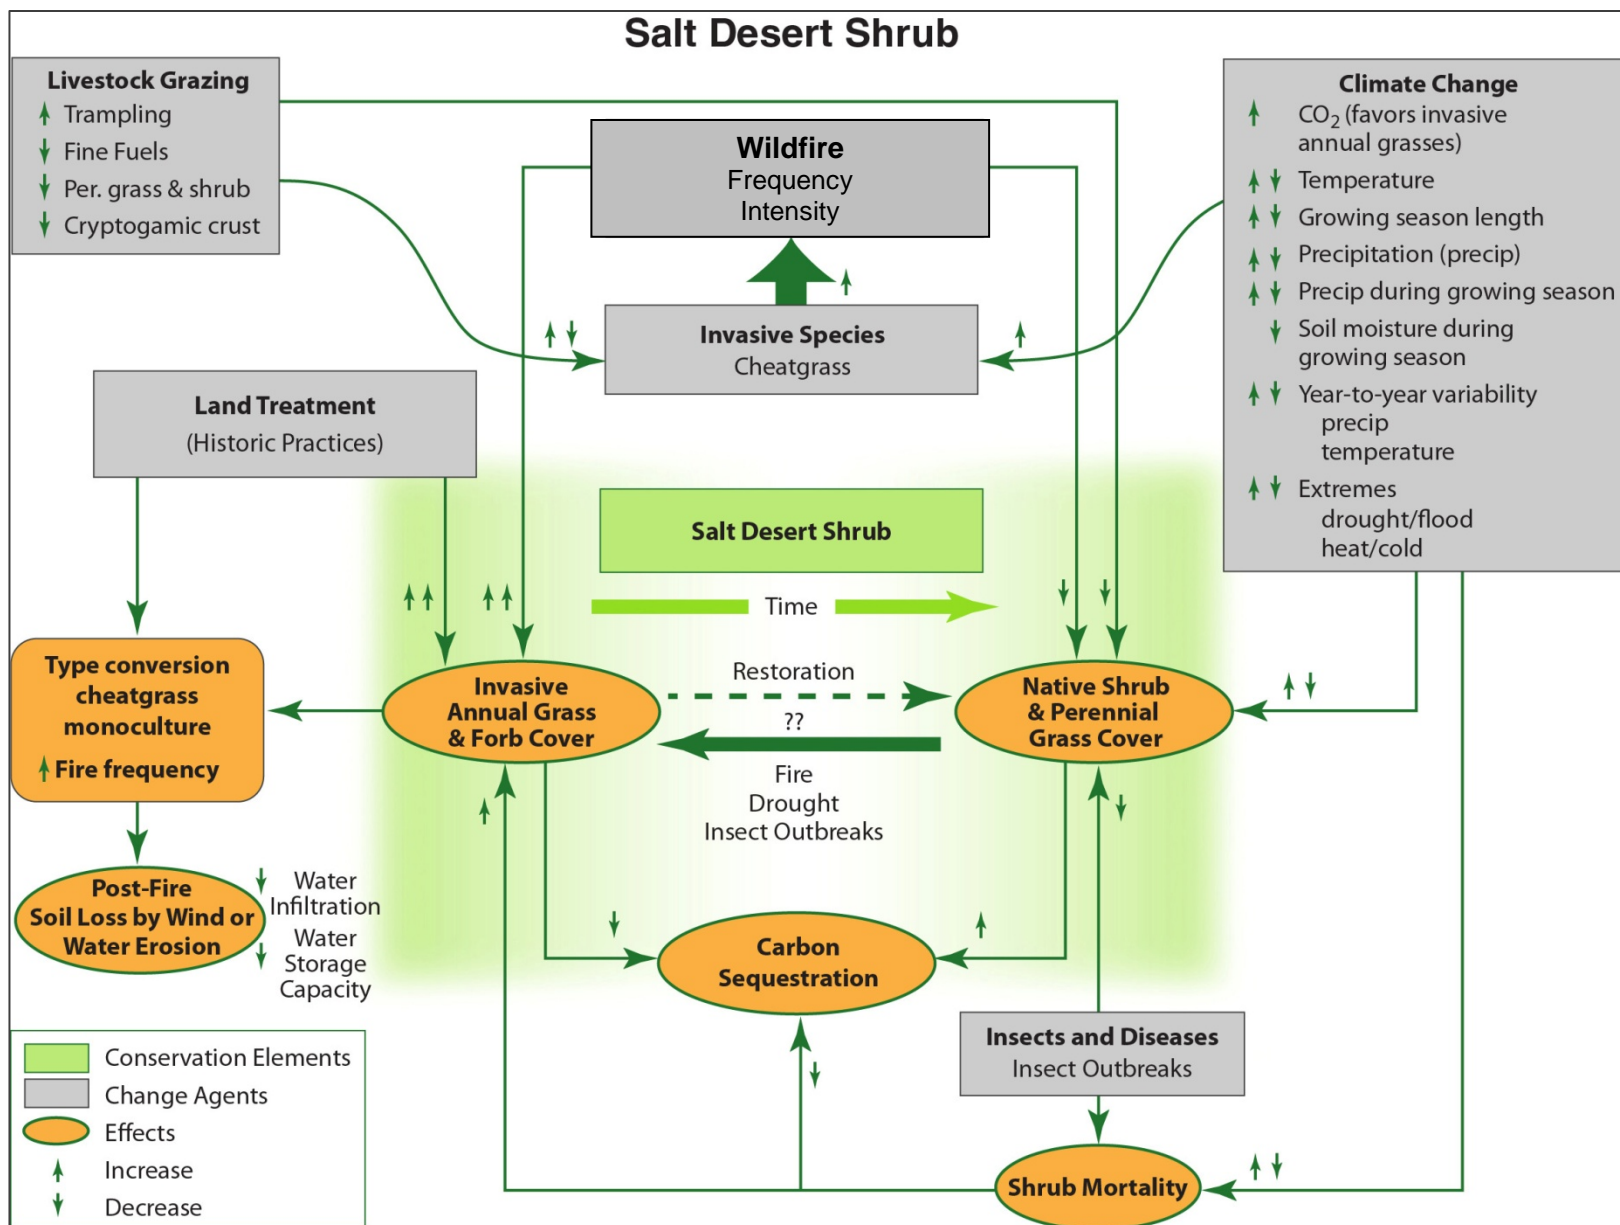 Salt Desert Shrub
Livestock Grazing
Trampling
Fine Fuels
Per. grass & shrub
Cryptogamic crust
Wildfire
Frequency
Intensity
Climate Change
CO₂ (favors invasive
annual grasses)
Temperature
Growing season length
Precipitation (precip)
Precip during growing season
Soil moisture during
growing season
Year-to-year variability
precip
temperature
Extremes
drought/flood
heat/cold
Invasive Species
Cheatgrass
Land Treatment
(Historic Practices)
Salt Desert Shrub
Time
Type conversion
cheatgrass
monoculture
Fire frequency
Invasive
Annual Grass
& Forb Cover
Restoration
??
Fire
Drought
Insect Outbreaks
Native Shrub
& Perennial
Grass Cover
Post-Fire
Soil Loss by Wind or
Water Erosion
Water
Infiltration
Water
Storage
Capacity
Carbon
Sequestration
Insects and Diseases
Insect Outbreaks
Shrub Mortality
Conservation Elements
Change Agents
Effects
Increase
Decrease